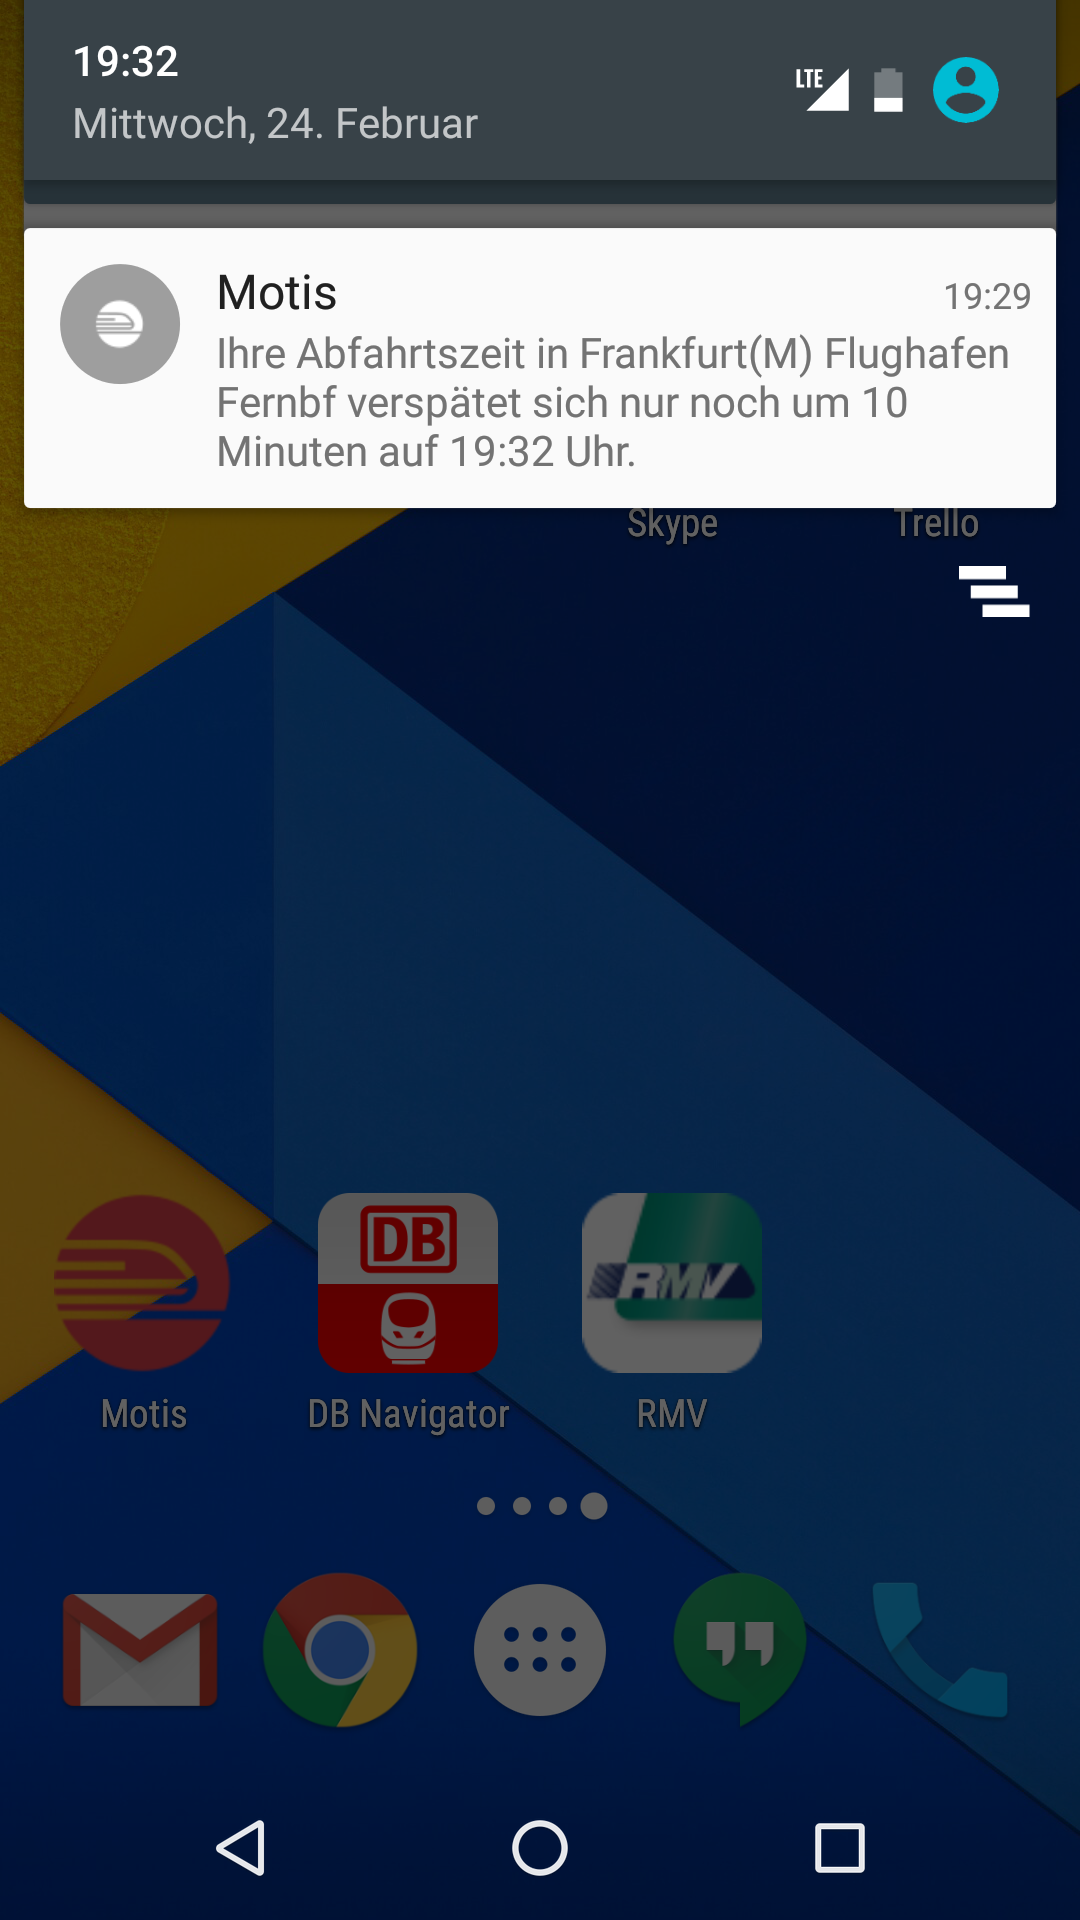 19:32
LTE
Mittwoch, 24. Februar
Motis
19:29
Ihre Abfahrtszeit in Frankfurt(M) Flughafen
Fernbf verspätet sich nur noch um 10
Minuten auf 19:32 Uhr.
Skype
Trello
DB
RMV
Motis
DB Navigator
RMV